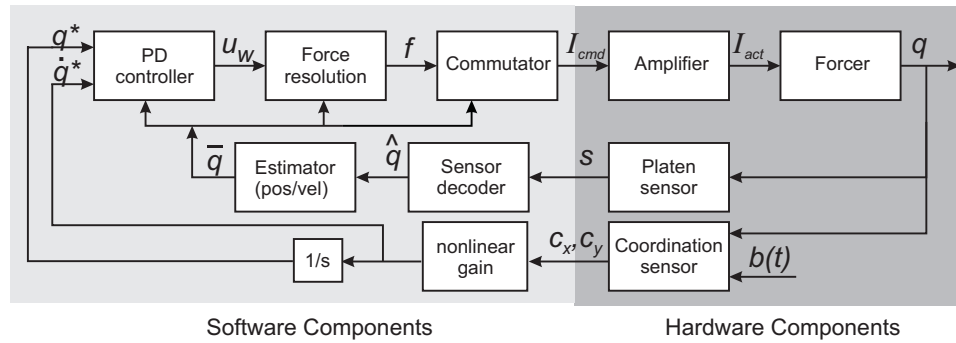 q*
q̇*
PD
controller
u_w
Force
resolution
f
Commutator
I_cmd
Amplifier
I_act
Forcer
q
q̄
Estimator
(pos/vel)
q̂
Sensor
decoder
s
Platen
sensor
1/s
nonlinear
gain
c_x,c_y
Coordination
sensor
b(t)
Software Components
Hardware Components